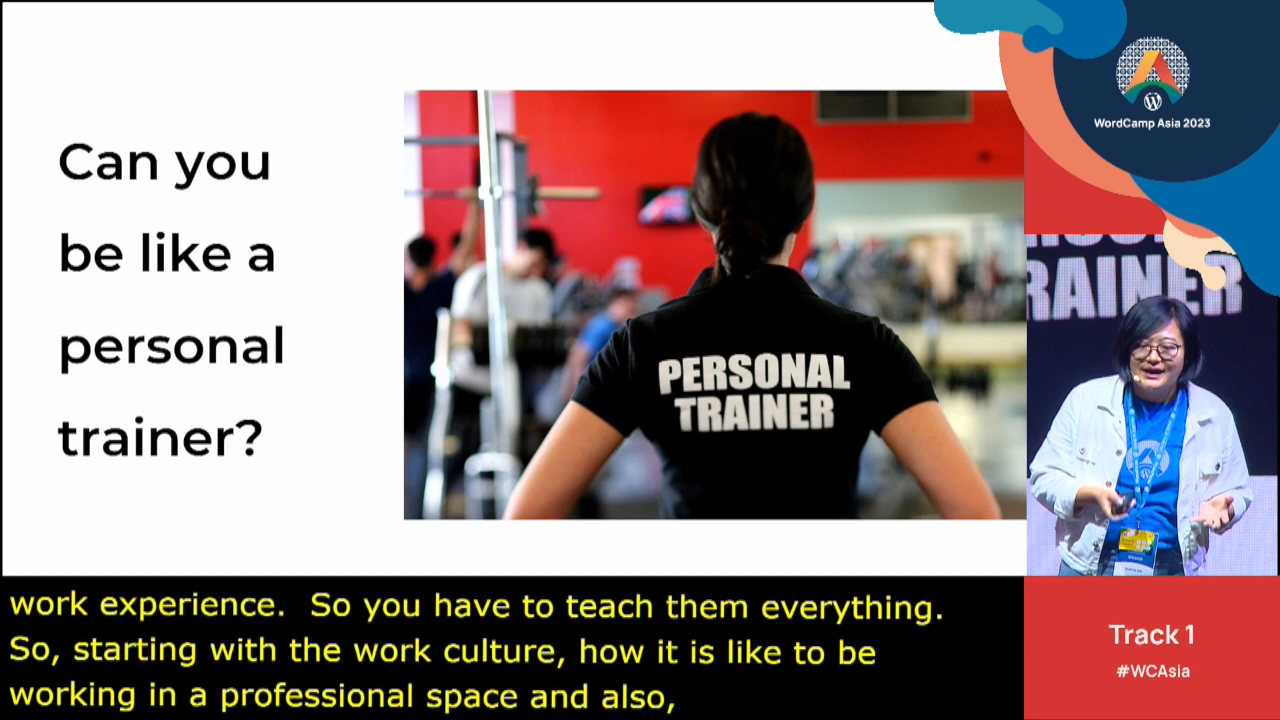 Can you
be like a
personal
trainer?
PERSONAL
TRAINER
WordCamp Asia 2023
RAINER
work experience.  So you have to teach them everything.
So, starting with the work culture, how it is like to be
working in a professional space and also,
Track 1
#WCAsia